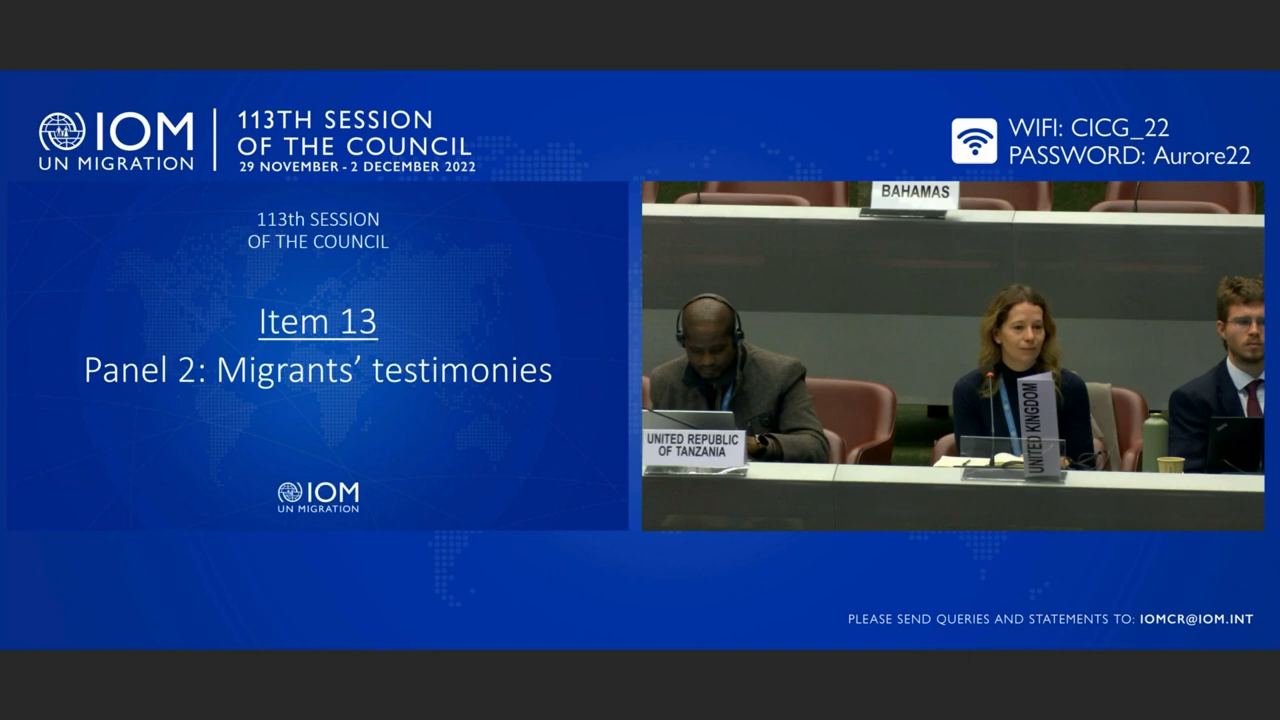 IOM
UN MIGRATION
113TH SESSION
OF THE COUNCIL
29 NOVEMBER - 2 DECEMBER 2022
WIFI: CICG_22
PASSWORD: Aurore22
113th SESSION
OF THE COUNCIL
Item 13
Panel 2: Migrants' testimonies
IOM
UN MIGRATION
BAHAMAS
UNITED REPUBLIC
OF TANZANIA
UNITED KINGDOM
PLEASE SEND QUERIES AND STATEMENTS TO: IOMCR@IOM.INT